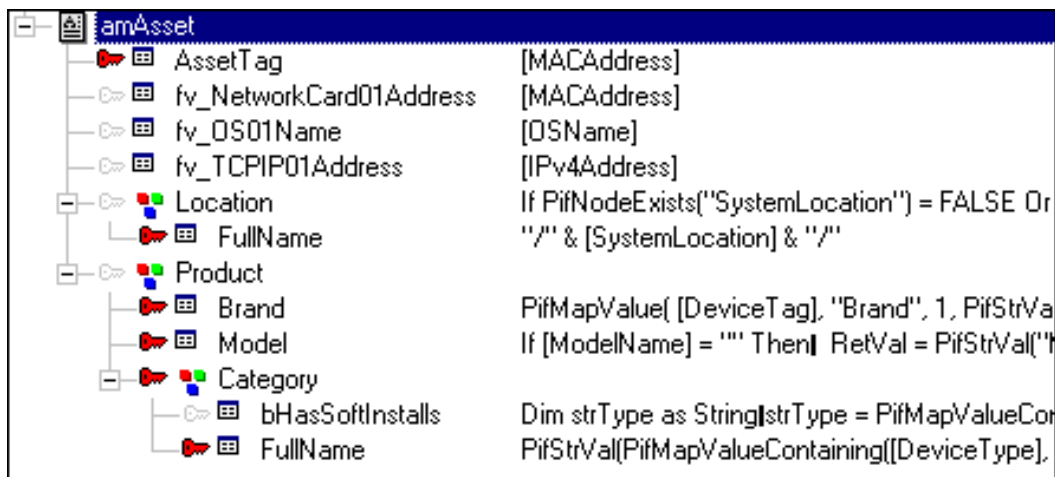 amAsset
AssetTag [MACAddress]
fv_NetworkCard01Address [MACAddress]
fv_OS01Name [OSName]
fv_TCPIP01Address [IPv4Address]
Location If PifNodeExists("SystemLocation") = FALSE Or
FullName "/" & [SystemLocation] & "/"
Product
Brand PifMapValue( [DeviceTag], "Brand", 1, PifStrVa
Model If [ModelName] = "" Then| RetVal = PifStrVal("N
Category
bHasSoftInstalls Dim strType as String|strType = PifMapValueCon
FullName PifStrVal(PifMapValueContaining([DeviceType],